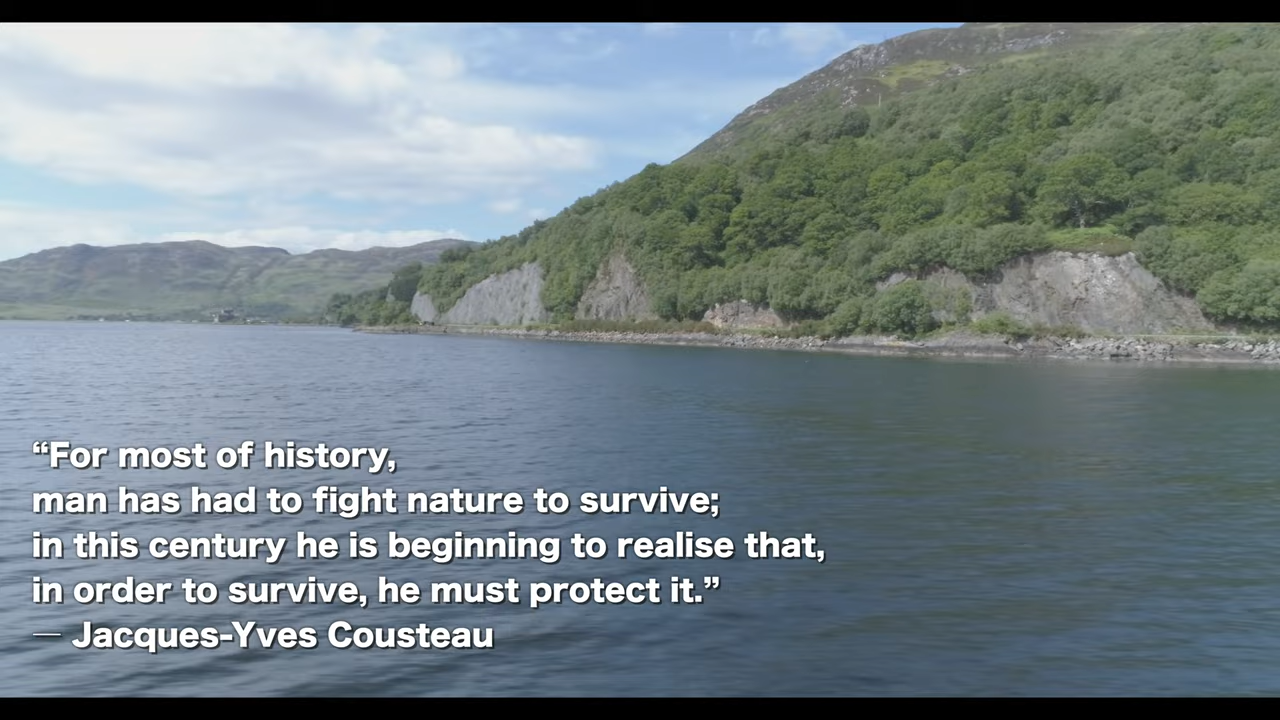 “For most of history,
man has had to fight nature to survive;
in this century he is beginning to realise that,
in order to survive, he must protect it.”
— Jacques-Yves Cousteau